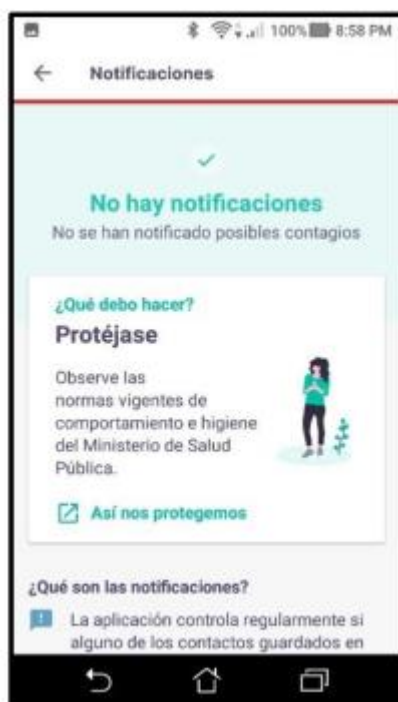 100% 8:58 PM
Notificaciones
No hay notificaciones
No se han notificado posibles contagios
¿Qué debo hacer?
Protéjase
Observe las
normas vigentes de
comportamiento e higiene
del Ministerio de Salud
Pública.
Así nos protegemos
¿Qué son las notificaciones?
La aplicación controla regularmente si
alguno de los contactos guardados en